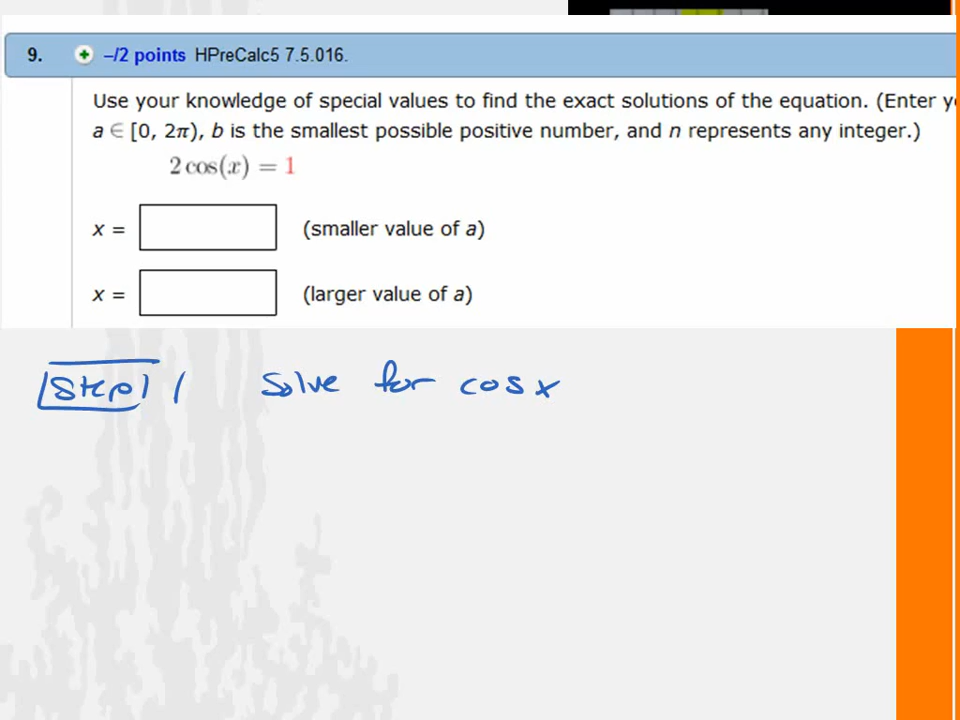 9. –/2 points HPreCalc5 7.5.016.
Use your knowledge of special values to find the exact solutions of the equation. (Enter
a ∈ [0, 2π), b is the smallest possible positive number, and n represents any integer.)
2 cos(x) = 1
x = (smaller value of a)
x = (larger value of a)
Step 1 Solve for cos x